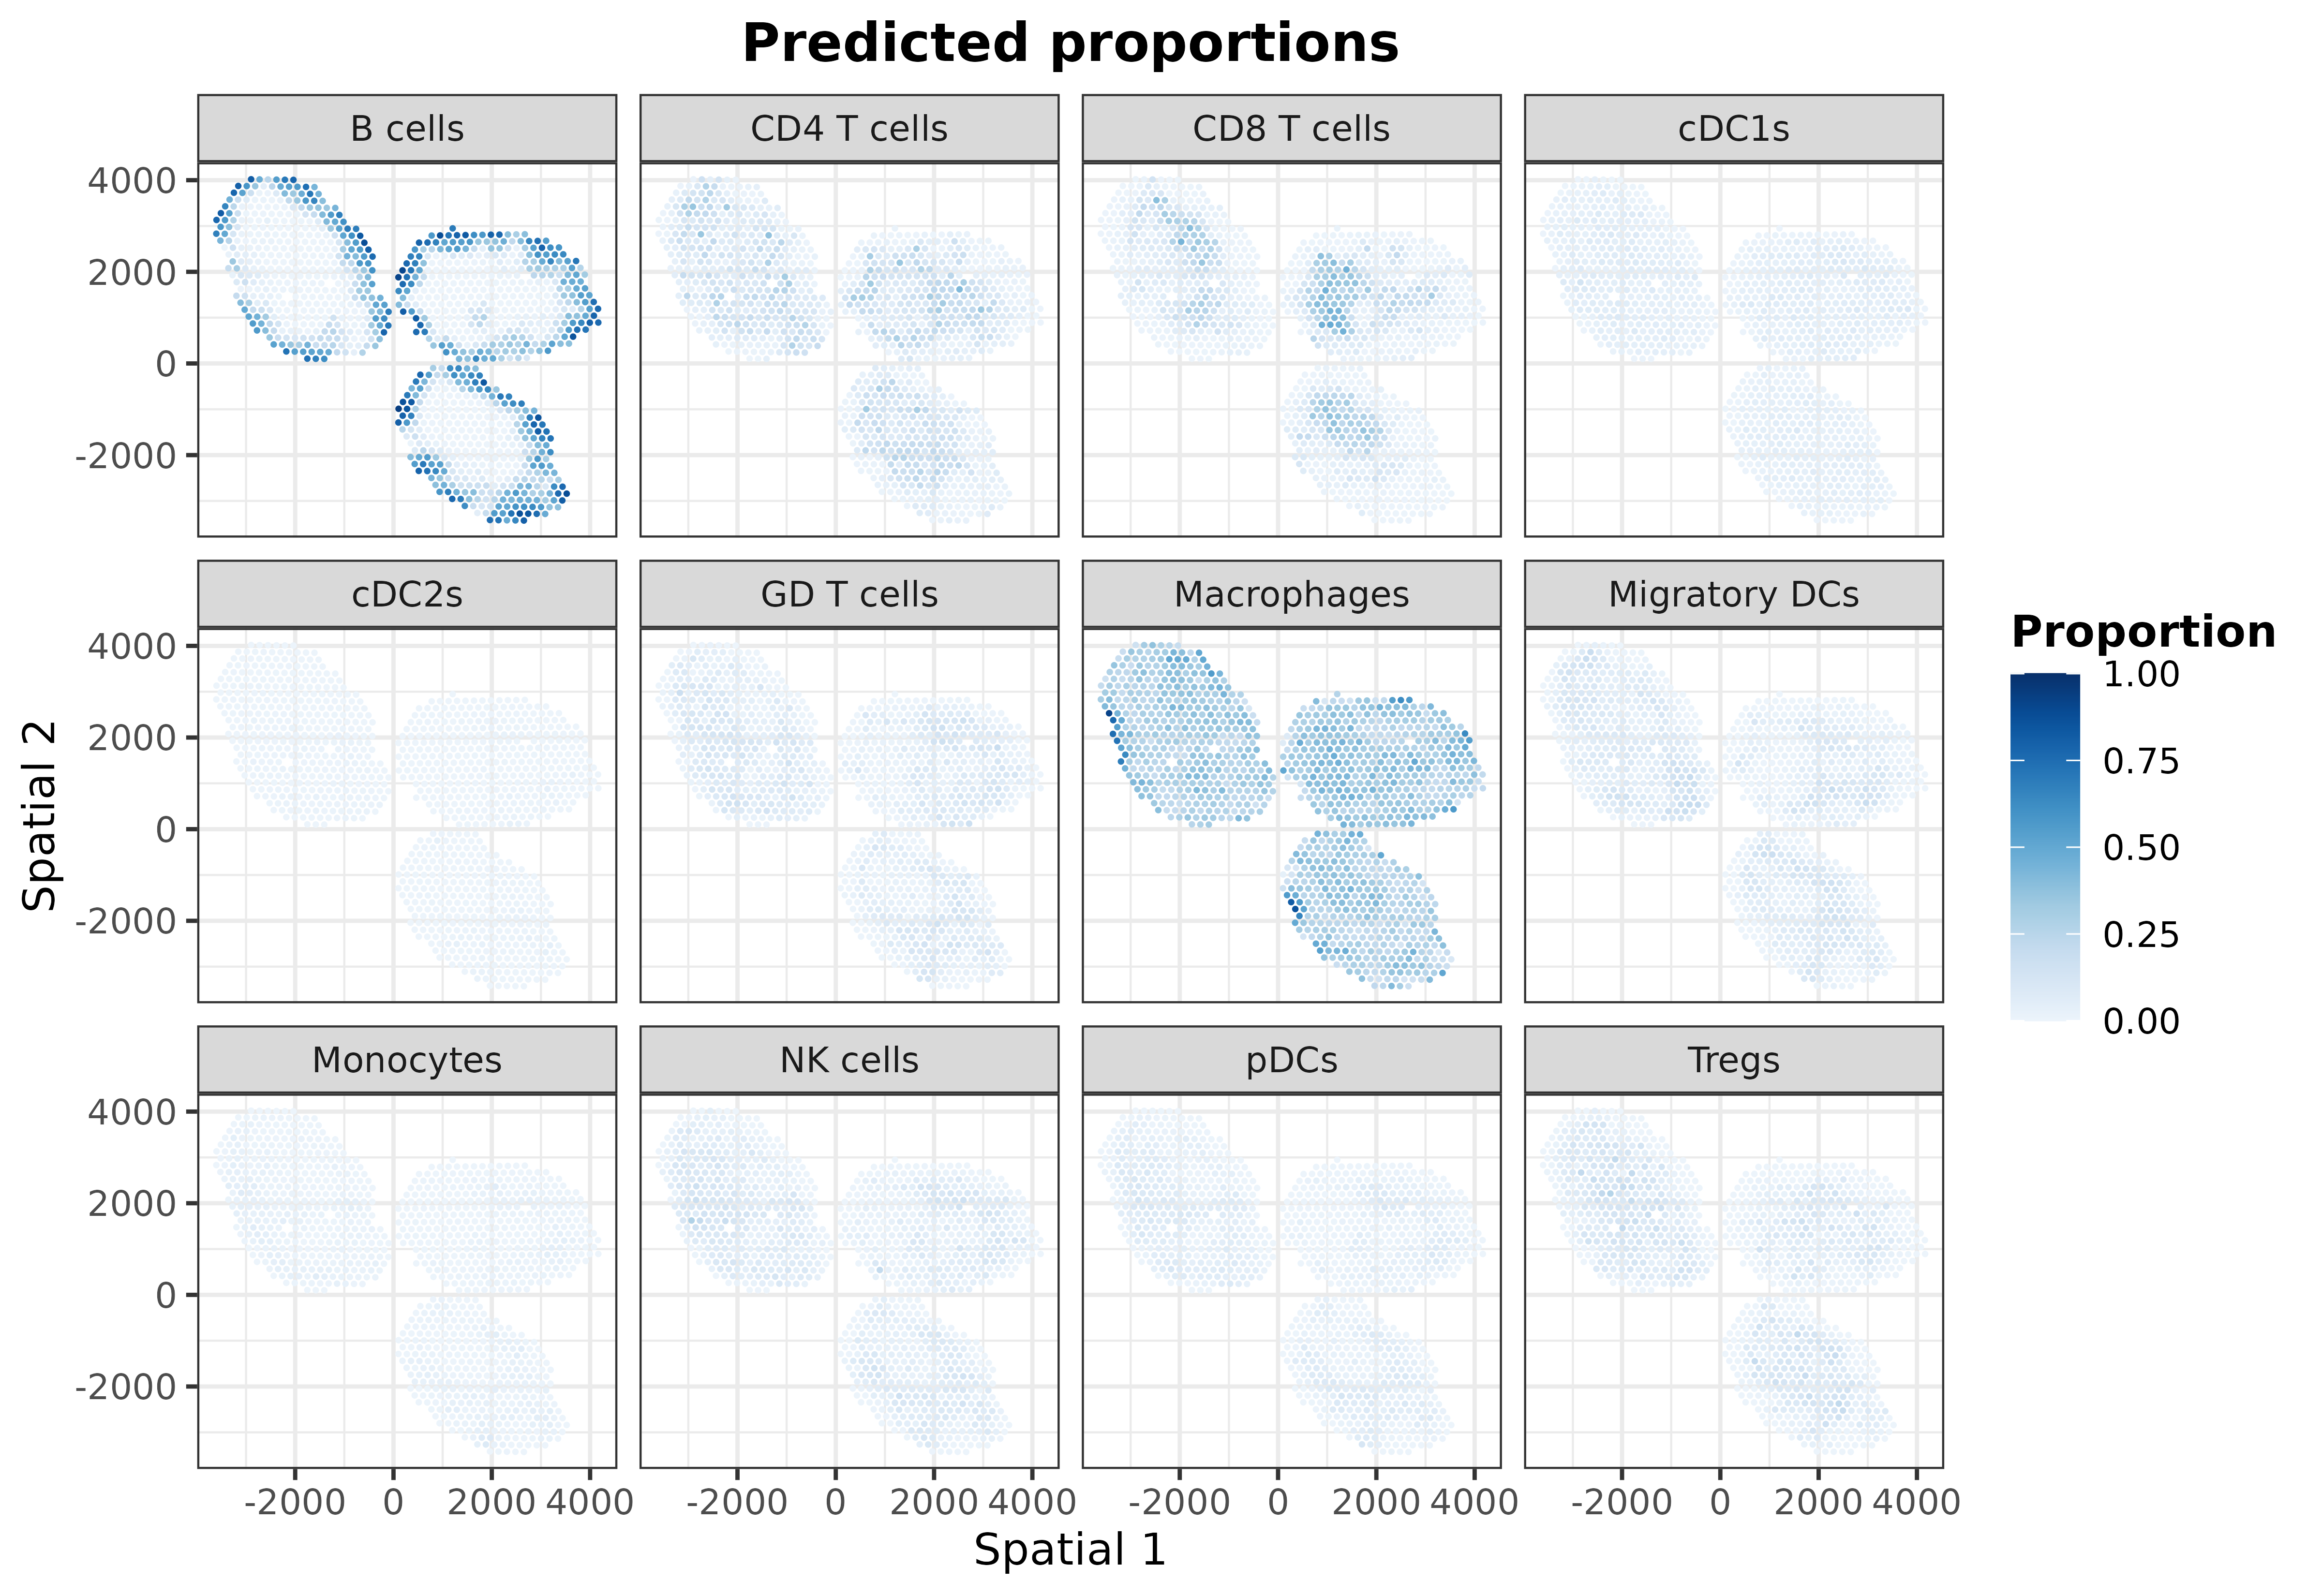 Predicted proportions
B cells
CD4 T cells
CD8 T cells
cDC1s
4000
2000
0
-2000
cDC2s
GD T cells
Macrophages
Migratory DCs
4000
2000
0
-2000
Monocytes
NK cells
pDCs
Tregs
4000
2000
0
-2000
-2000 0 2000 4000
-2000 0 2000 4000
-2000 0 2000 4000
-2000 0 2000 4000
Spatial 1
Spatial 2
Proportion
1.00
0.75
0.50
0.25
0.00